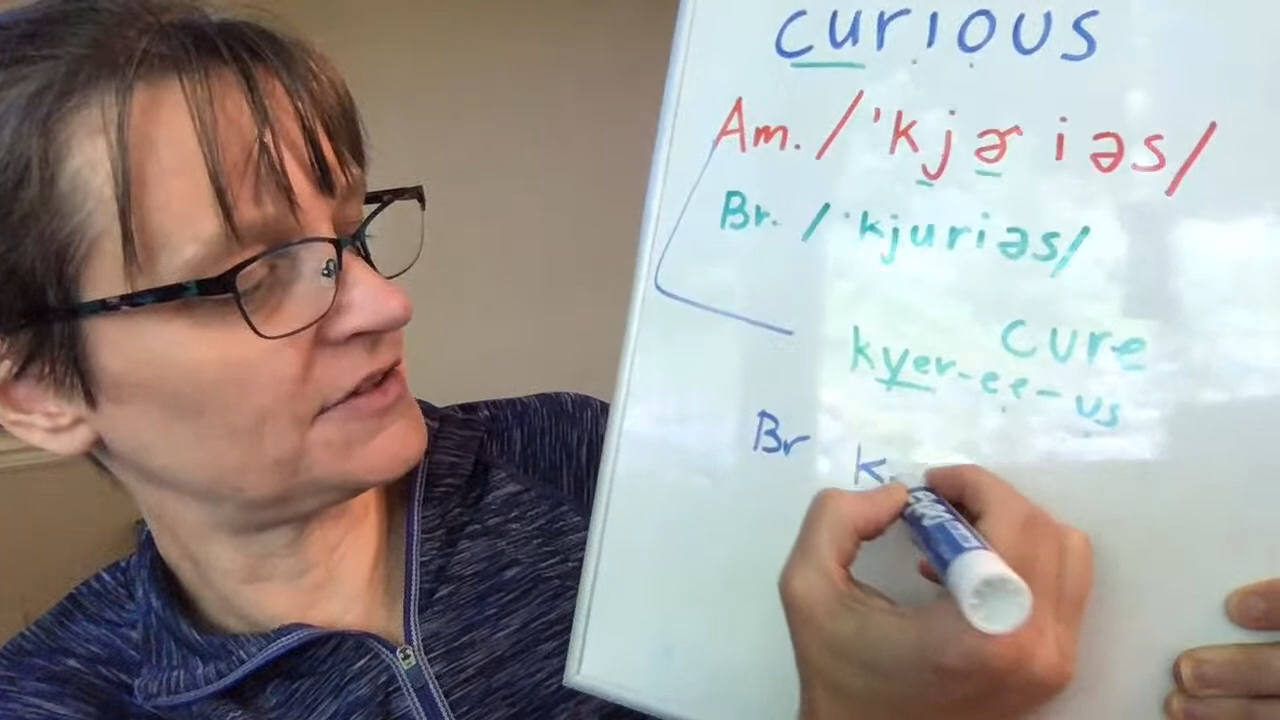 curious
Am. /ˈkjɚiəs/
Br. /ˈkjuriəs/
cure
kyer-ee-us
Br k